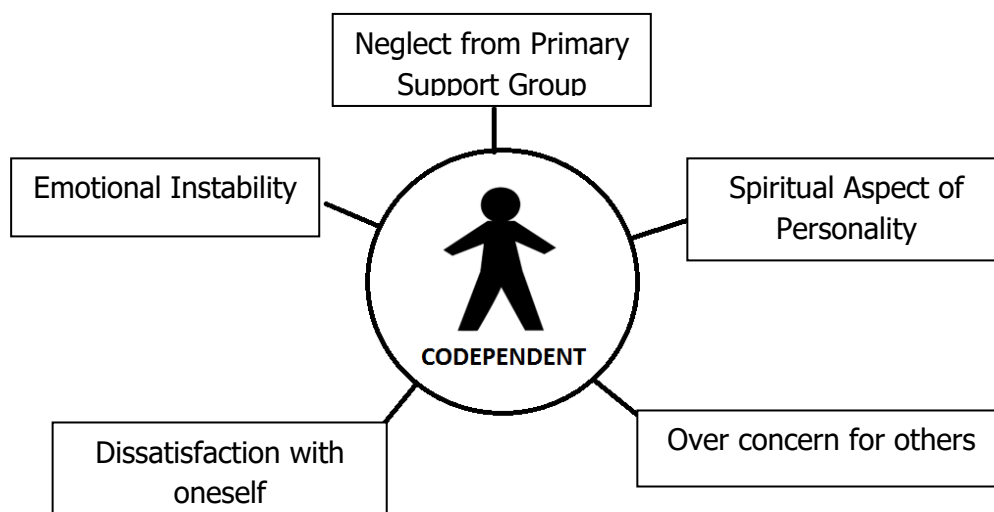 Neglect from Primary
Support Group
Emotional Instability
Spiritual Aspect of
Personality
CODEPENDENT
Dissatisfaction with
oneself
Over concern for others